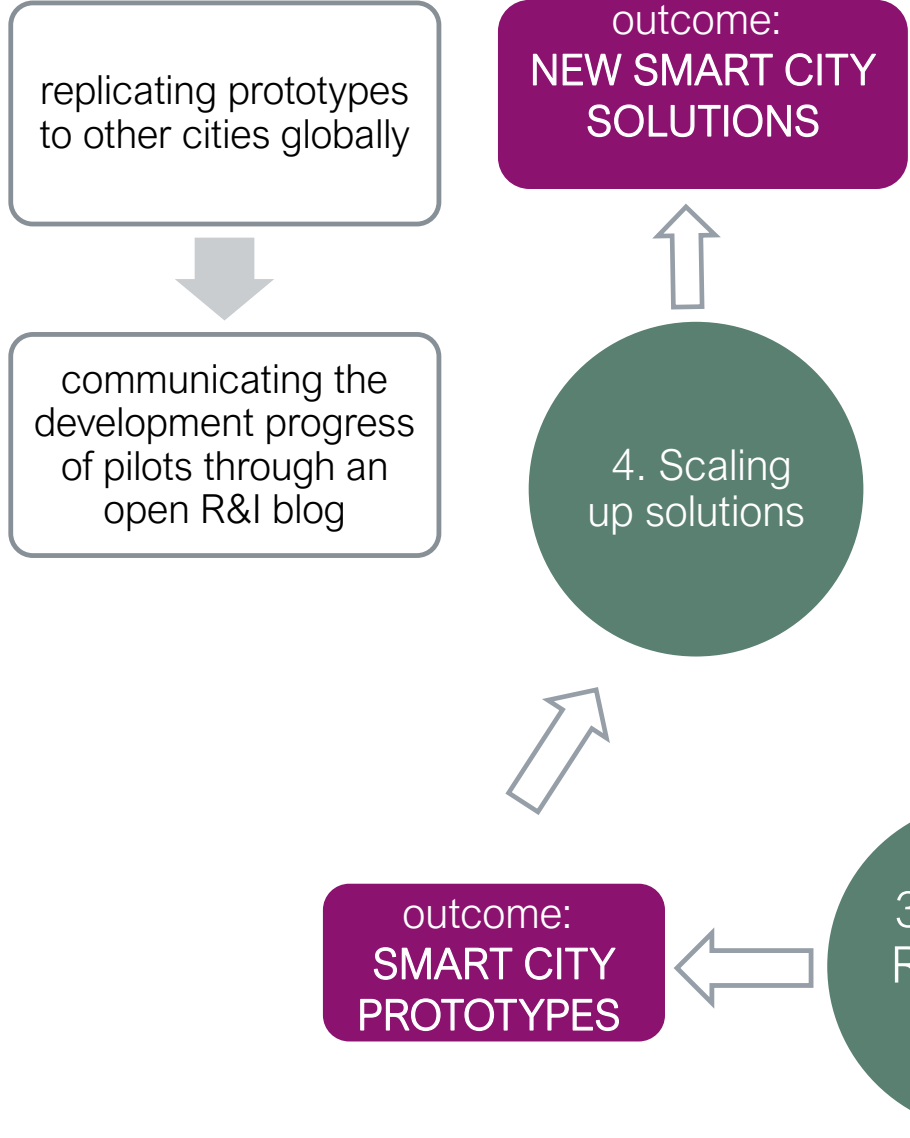 replicating prototypes
to other cities globally
communicating the
development progress
of pilots through an
open R&I blog
outcome:
NEW SMART CITY
SOLUTIONS
4. Scaling
up solutions
outcome:
SMART CITY
PROTOTYPES
3
R